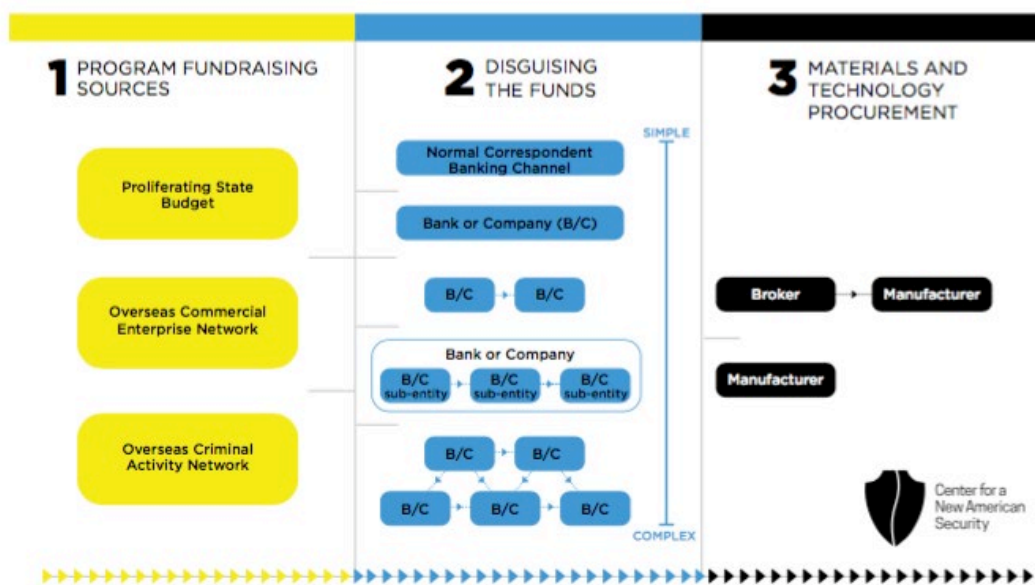 1 PROGRAM FUNDRAISING
SOURCES
Proliferating State
Budget
Overseas Commercial
Enterprise Network
Overseas Criminal
Activity Network
2 DISGUISING
THE FUNDS
SIMPLE
Normal Correspondent
Banking Channel
Bank or Company (B/C)
B/C B/C
Bank or Company
B/C B/C B/C
sub-entity sub-entity sub-entity
B/C B/C
B/C B/C B/C
COMPLEX
3 MATERIALS AND
TECHNOLOGY
PROCUREMENT
Broker Manufacturer
Manufacturer
Center for a
New American
Security